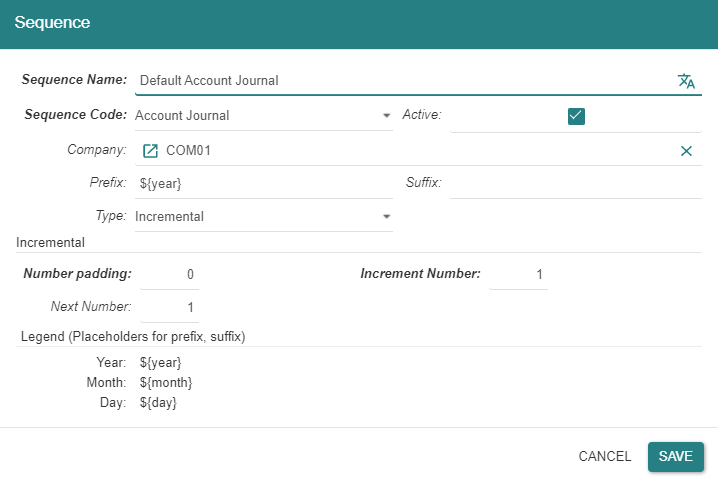 Sequence
Sequence Name: Default Account Journal
Sequence Code: Account Journal Active:
Company: COM01
Prefix: ${year} Suffix:
Type: Incremental
Incremental
Number padding: 0 Increment Number: 1
Next Number: 1
Legend (Placeholders for prefix, suffix)
Year: ${year}
Month: ${month}
Day: ${day}
CANCEL SAVE